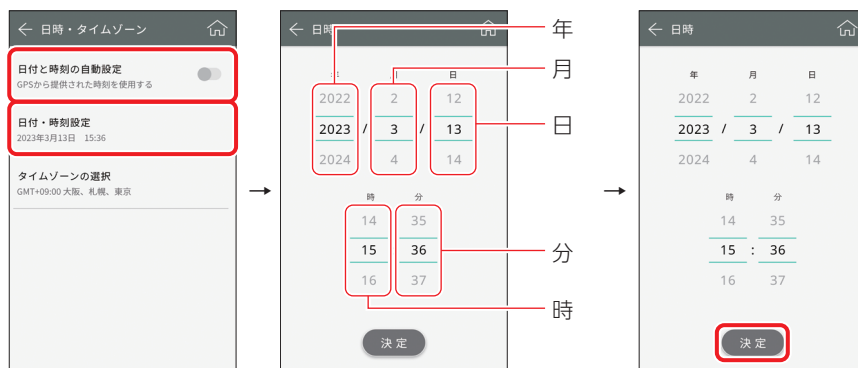 日時・タイムゾーン
日付と時刻の自動設定
GPSから提供された時刻を使用する
日付・時刻設定
2023年3月13日 15:36
タイムゾーンの選択
GMT+09:00 大阪、札幌、東京
→
日時
年 月 日
2022 2 12
2023 / 3 / 13
2024 4 14
時 分
14 35
15 36
16 37
決定
年
月
日
分
時
→
日時
年 月 日
2022 2 12
2023 / 3 / 13
2024 4 14
時 分
14 35
15 : 36
16 37
決定